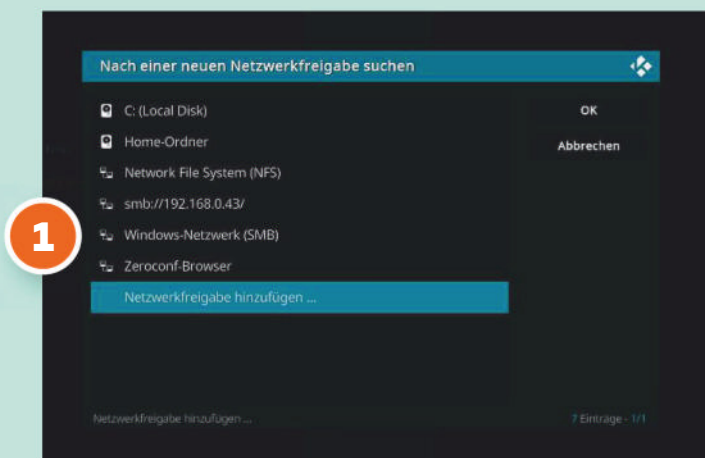 Nach einer neuen Netzwerkfreigabe suchen
C: (Local Disk)
OK
Home-Ordner
Abbrechen
Network File System (NFS)
smb://192.168.0.43/
1
Windows-Netzwerk (SMB)
Zeroconf-Browser
Netzwerkfreigabe hinzufügen ...
Netzwerkfreigabe hinzufügen ...
7 Einträge - 1/1